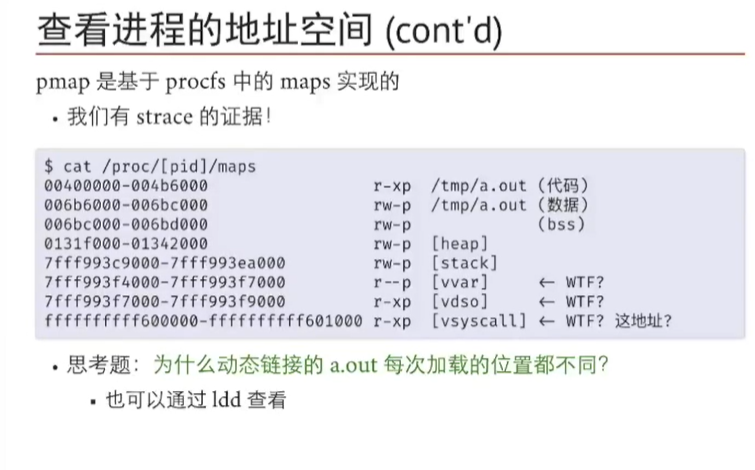 查看进程的地址空间 (cont'd)
pmap 是基于 procfs 中的 maps 实现的
• 我们有 strace 的证据！
$ cat /proc/[pid]/maps
00400000-004b6000 r-xp /tmp/a.out (代码)
006b6000-006bc000 rw-p /tmp/a.out (数据)
006bc000-006bd000 rw-p (bss)
0131f000-01342000 rw-p [heap]
7fff993c9000-7fff993ea000 rw-p [stack]
7fff993f4000-7fff993f7000 r--p [vvar] ← WTF?
7fff993f7000-7fff993f9000 r-xp [vdso] ← WTF?
ffffffffff600000-ffffffffff601000 r-xp [vsyscall] ← WTF? 这地址?
• 思考题：为什么动态链接的 a.out 每次加载的位置都不同？
▪ 也可以通过 ldd 查看